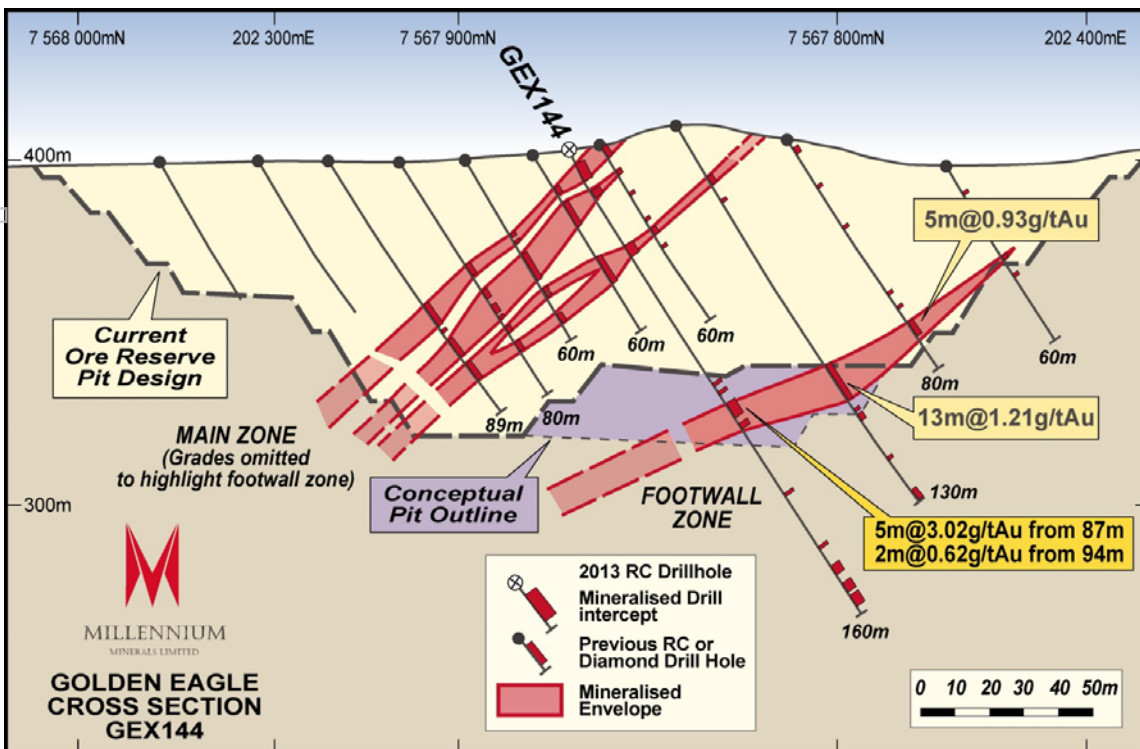 7 568 000mN
202 300mE
7 567 900mN
7 567 800mN
202 400mE
GEX144
400m
5m@0.93g/tAu
Current
Ore Reserve
Pit Design
60m
60m
60m
60m
80m
13m@1.21g/tAu
89m
80m
MAIN ZONE
(Grades omitted
to highlight footwall zone)
Conceptual
Pit Outline
FOOTWALL
ZONE
130m
300m
5m@3.02g/tAu from 87m
2m@0.62g/tAu from 94m
160m
2013 RC Drillhole
Mineralised Drill
intercept
Previous RC or
Diamond Drill Hole
Mineralised
Envelope
MILLENNIUM
MINERALS LIMITED
GOLDEN EAGLE
CROSS SECTION
GEX144
0 10 20 30 40 50m